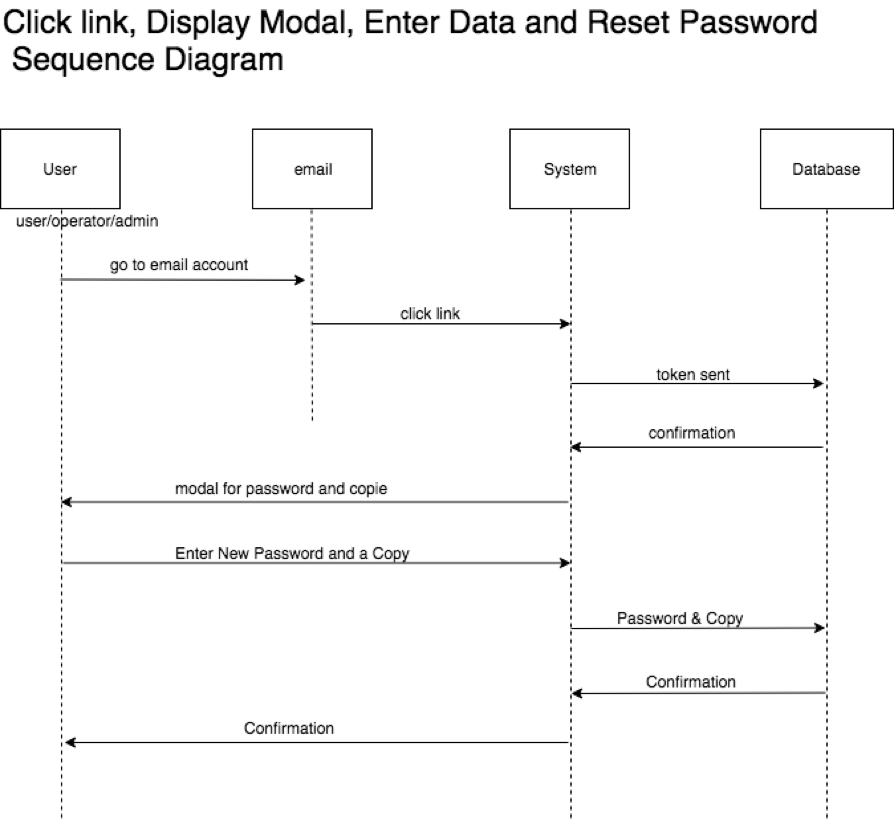 Click link, Display Modal, Enter Data and Reset Password
Sequence Diagram
User
email
System
Database
user/operator/admin
go to email account
click link
token sent
confirmation
modal for password and copie
Enter New Password and a Copy
Password & Copy
Confirmation
Confirmation